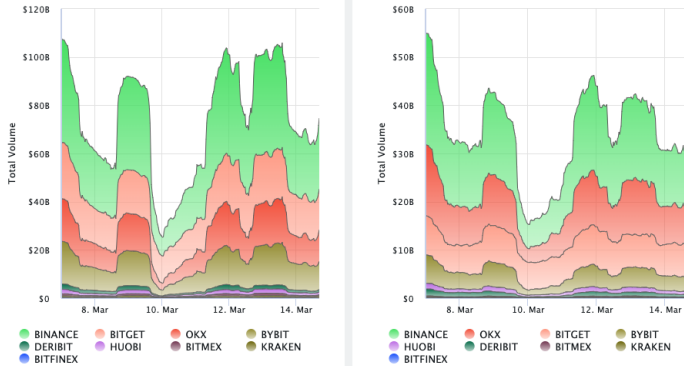 $120B
$100B
$80B
$60B
$40B
$20B
$0
Total Volume
8. Mar
10. Mar
12. Mar
14. Mar
BINANCE
BITGET
OKX
BYBIT
DERIBIT
HUOBI
BITMEX
KRAKEN
BITFINEX
$60B
$50B
$40B
$30B
$20B
$10B
$0
Total Volume
8. Mar
10. Mar
12. Mar
14. Mar
BINANCE
OKX
BITGET
BYBIT
HUOBI
DERIBIT
BITMEX
KRAKEN
BITFINEX